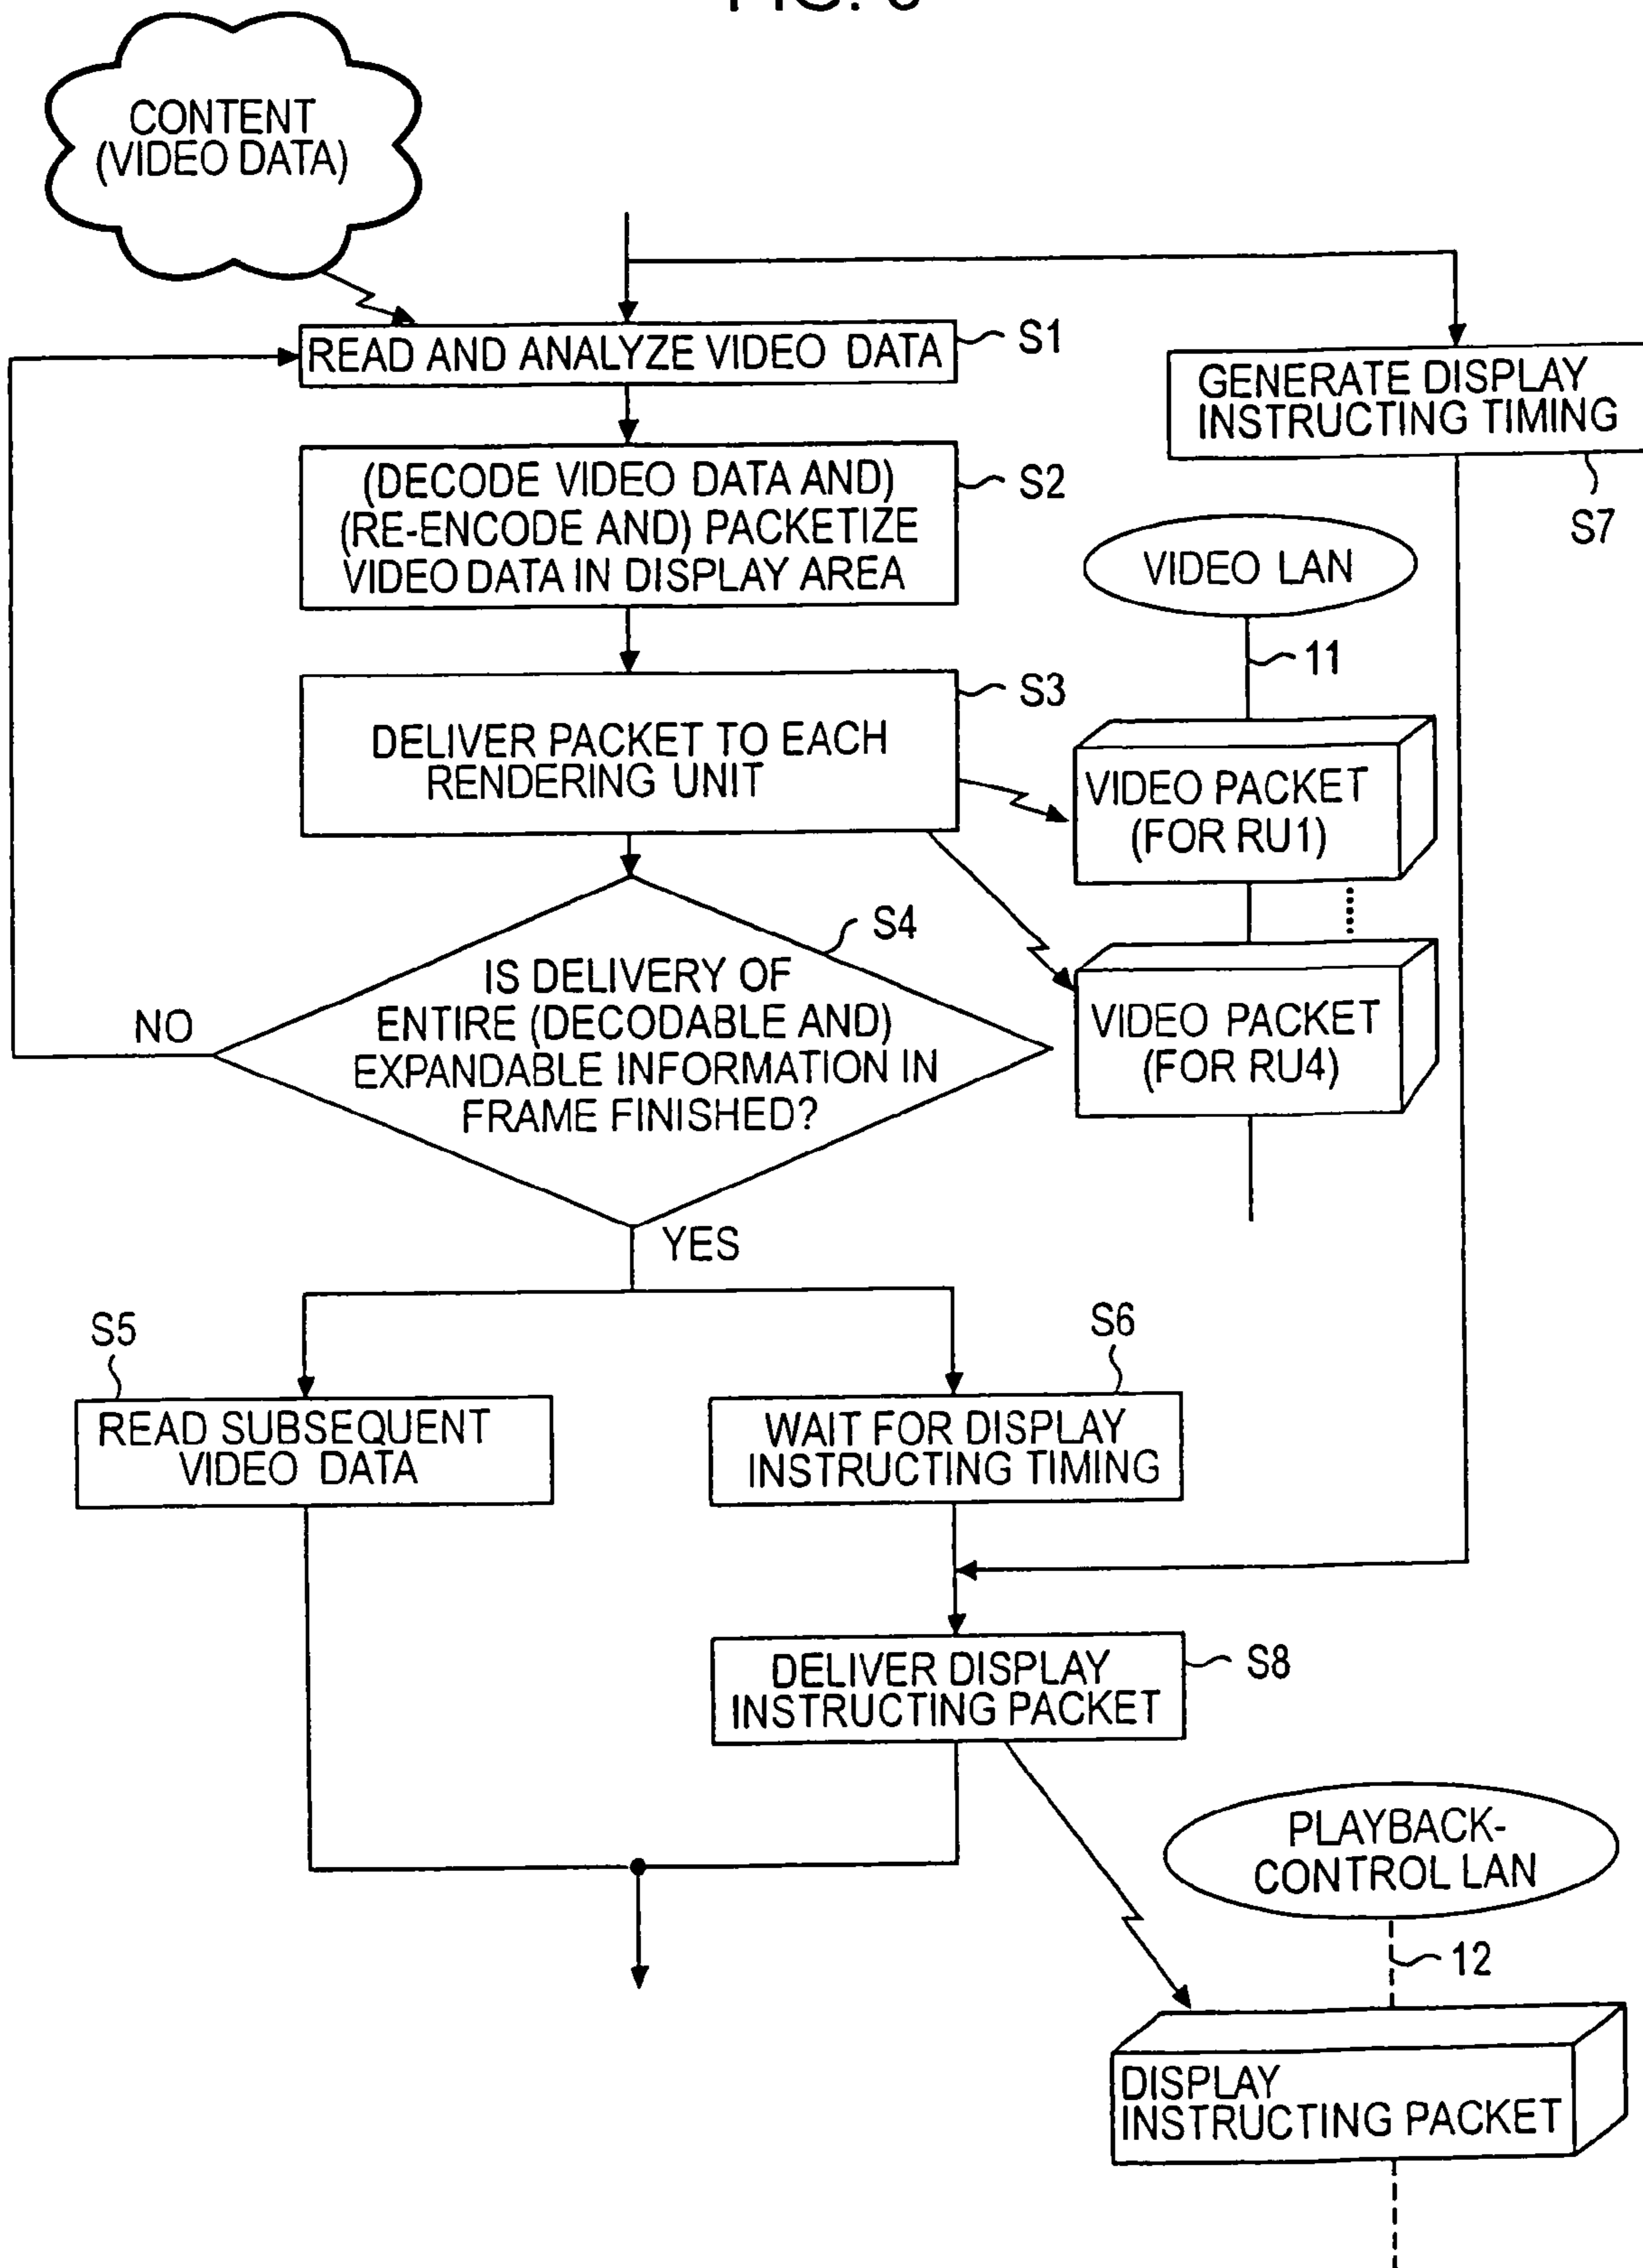 CONTENT
(VIDEO DATA)
READ AND ANALYZE VIDEO DATA
S1
GENERATE DISPLAY
INSTRUCTING TIMING
S7
(DECODE VIDEO DATA AND)
(RE-ENCODE AND) PACKETIZE
VIDEO DATA IN DISPLAY AREA
S2
VIDEO LAN
11
DELIVER PACKET TO EACH
RENDERING UNIT
S3
VIDEO PACKET
(FOR RU1)
VIDEO PACKET
(FOR RU4)
S4
IS DELIVERY OF
ENTIRE (DECODABLE AND)
EXPANDABLE INFORMATION IN
FRAME FINISHED?
NO
YES
S5
READ SUBSEQUENT
VIDEO DATA
S6
WAIT FOR DISPLAY
INSTRUCTING TIMING
DELIVER DISPLAY
INSTRUCTING PACKET
S8
PLAYBACK-
CONTROL LAN
12
DISPLAY
INSTRUCTING PACKET